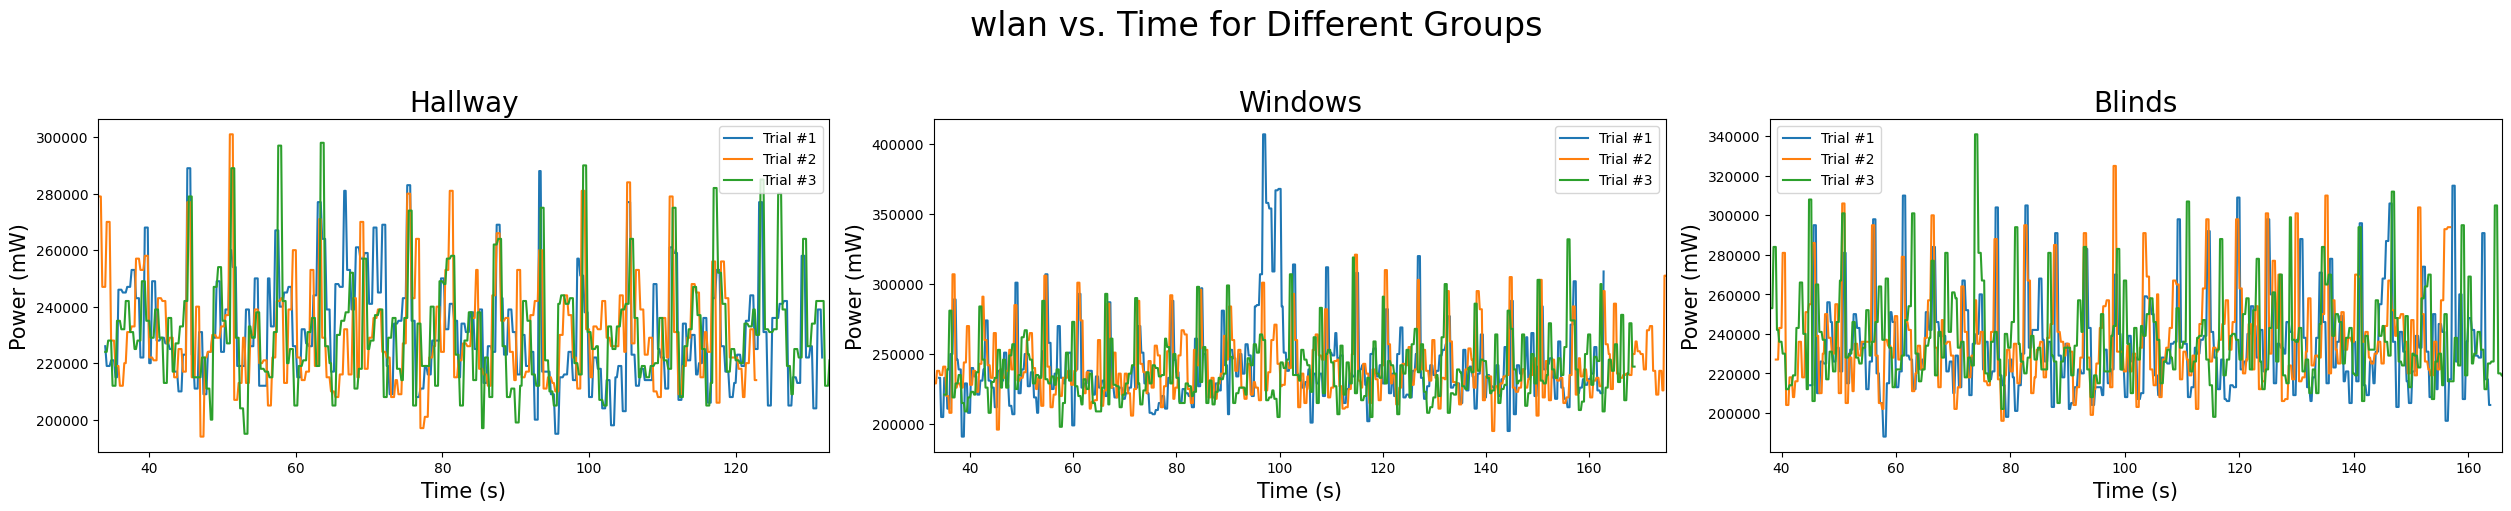 wlan vs. Time for Different Groups
Hallway
Power (mW)
300000
280000
260000
240000
220000
200000
40
60
80
100
120
Time (s)
Trial #1
Trial #2
Trial #3
Windows
Power (mW)
400000
350000
300000
250000
200000
40
60
80
100
120
140
160
Time (s)
Trial #1
Trial #2
Trial #3
Blinds
Power (mW)
340000
320000
300000
280000
260000
240000
220000
200000
40
60
80
100
120
140
160
Time (s)
Trial #1
Trial #2
Trial #3